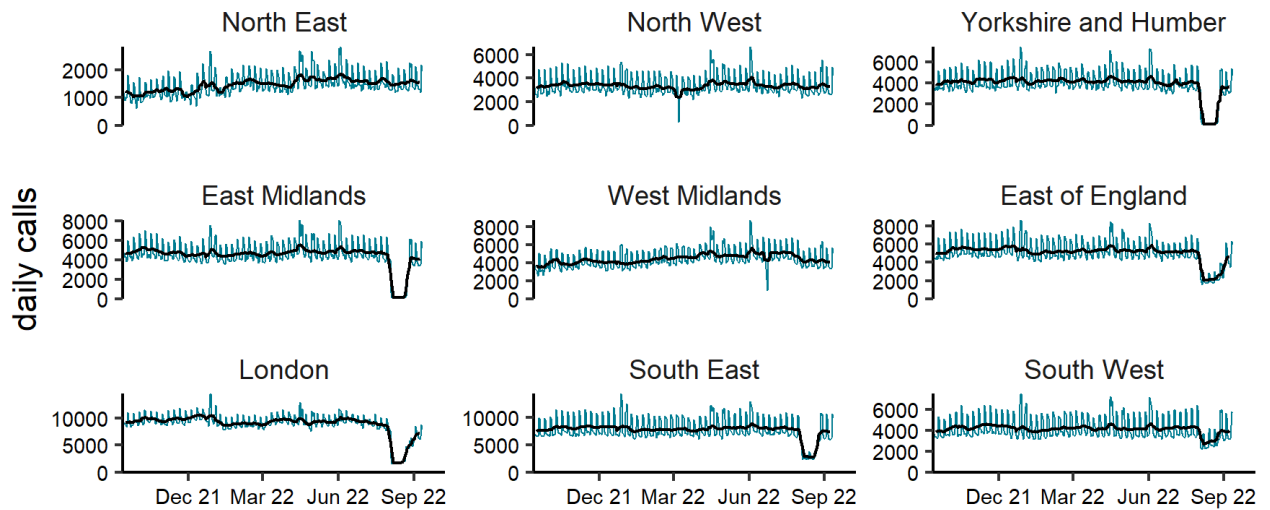 North East
North West
Yorkshire and Humber
2000
1000
0
6000
4000
2000
0
6000
4000
2000
0
daily calls
East Midlands
West Midlands
East of England
8000
6000
4000
2000
0
8000
6000
4000
2000
0
8000
6000
4000
2000
0
London
South East
South West
10000
5000
0
10000
5000
0
6000
4000
2000
0
Dec 21 Mar 22 Jun 22 Sep 22
Dec 21 Mar 22 Jun 22 Sep 22
Dec 21 Mar 22 Jun 22 Sep 22